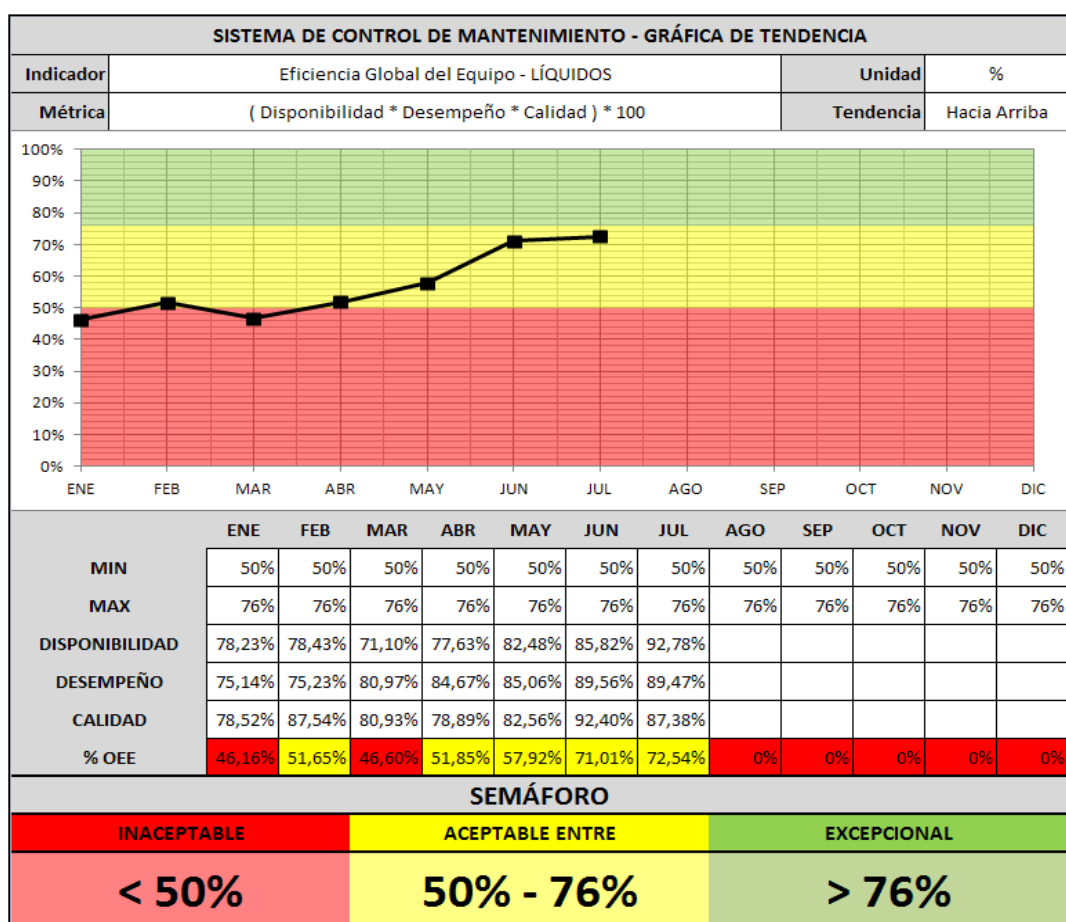 SISTEMA DE CONTROL DE MANTENIMIENTO - GRÁFICA DE TENDENCIA
Indicador Eficiencia Global del Equipo - LÍQUIDOS Unidad %
Métrica ( Disponibilidad * Desempeño * Calidad ) * 100 Tendencia Hacia Arriba
100%
90%
80%
70%
60%
50%
40%
30%
20%
10%
0%
ENE FEB MAR ABR MAY JUN JUL AGO SEP OCT NOV DIC
ENE FEB MAR ABR MAY JUN JUL AGO SEP OCT NOV DIC
MIN 50% 50% 50% 50% 50% 50% 50% 50% 50% 50% 50% 50%
MAX 76% 76% 76% 76% 76% 76% 76% 76% 76% 76% 76% 76%
DISPONIBILIDAD 78,23% 78,43% 71,10% 77,63% 82,48% 85,82% 92,78%
DESEMPEÑO 75,14% 75,23% 80,97% 84,67% 85,06% 89,56% 89,47%
CALIDAD 78,52% 87,54% 80,93% 78,89% 82,56% 92,40% 87,38%
% OEE 46,16% 51,65% 46,60% 51,85% 57,92% 71,01% 72,54% 0% 0% 0% 0% 0%
SEMÁFORO
INACEPTABLE ACEPTABLE ENTRE EXCEPCIONAL
< 50% 50% - 76% > 76%